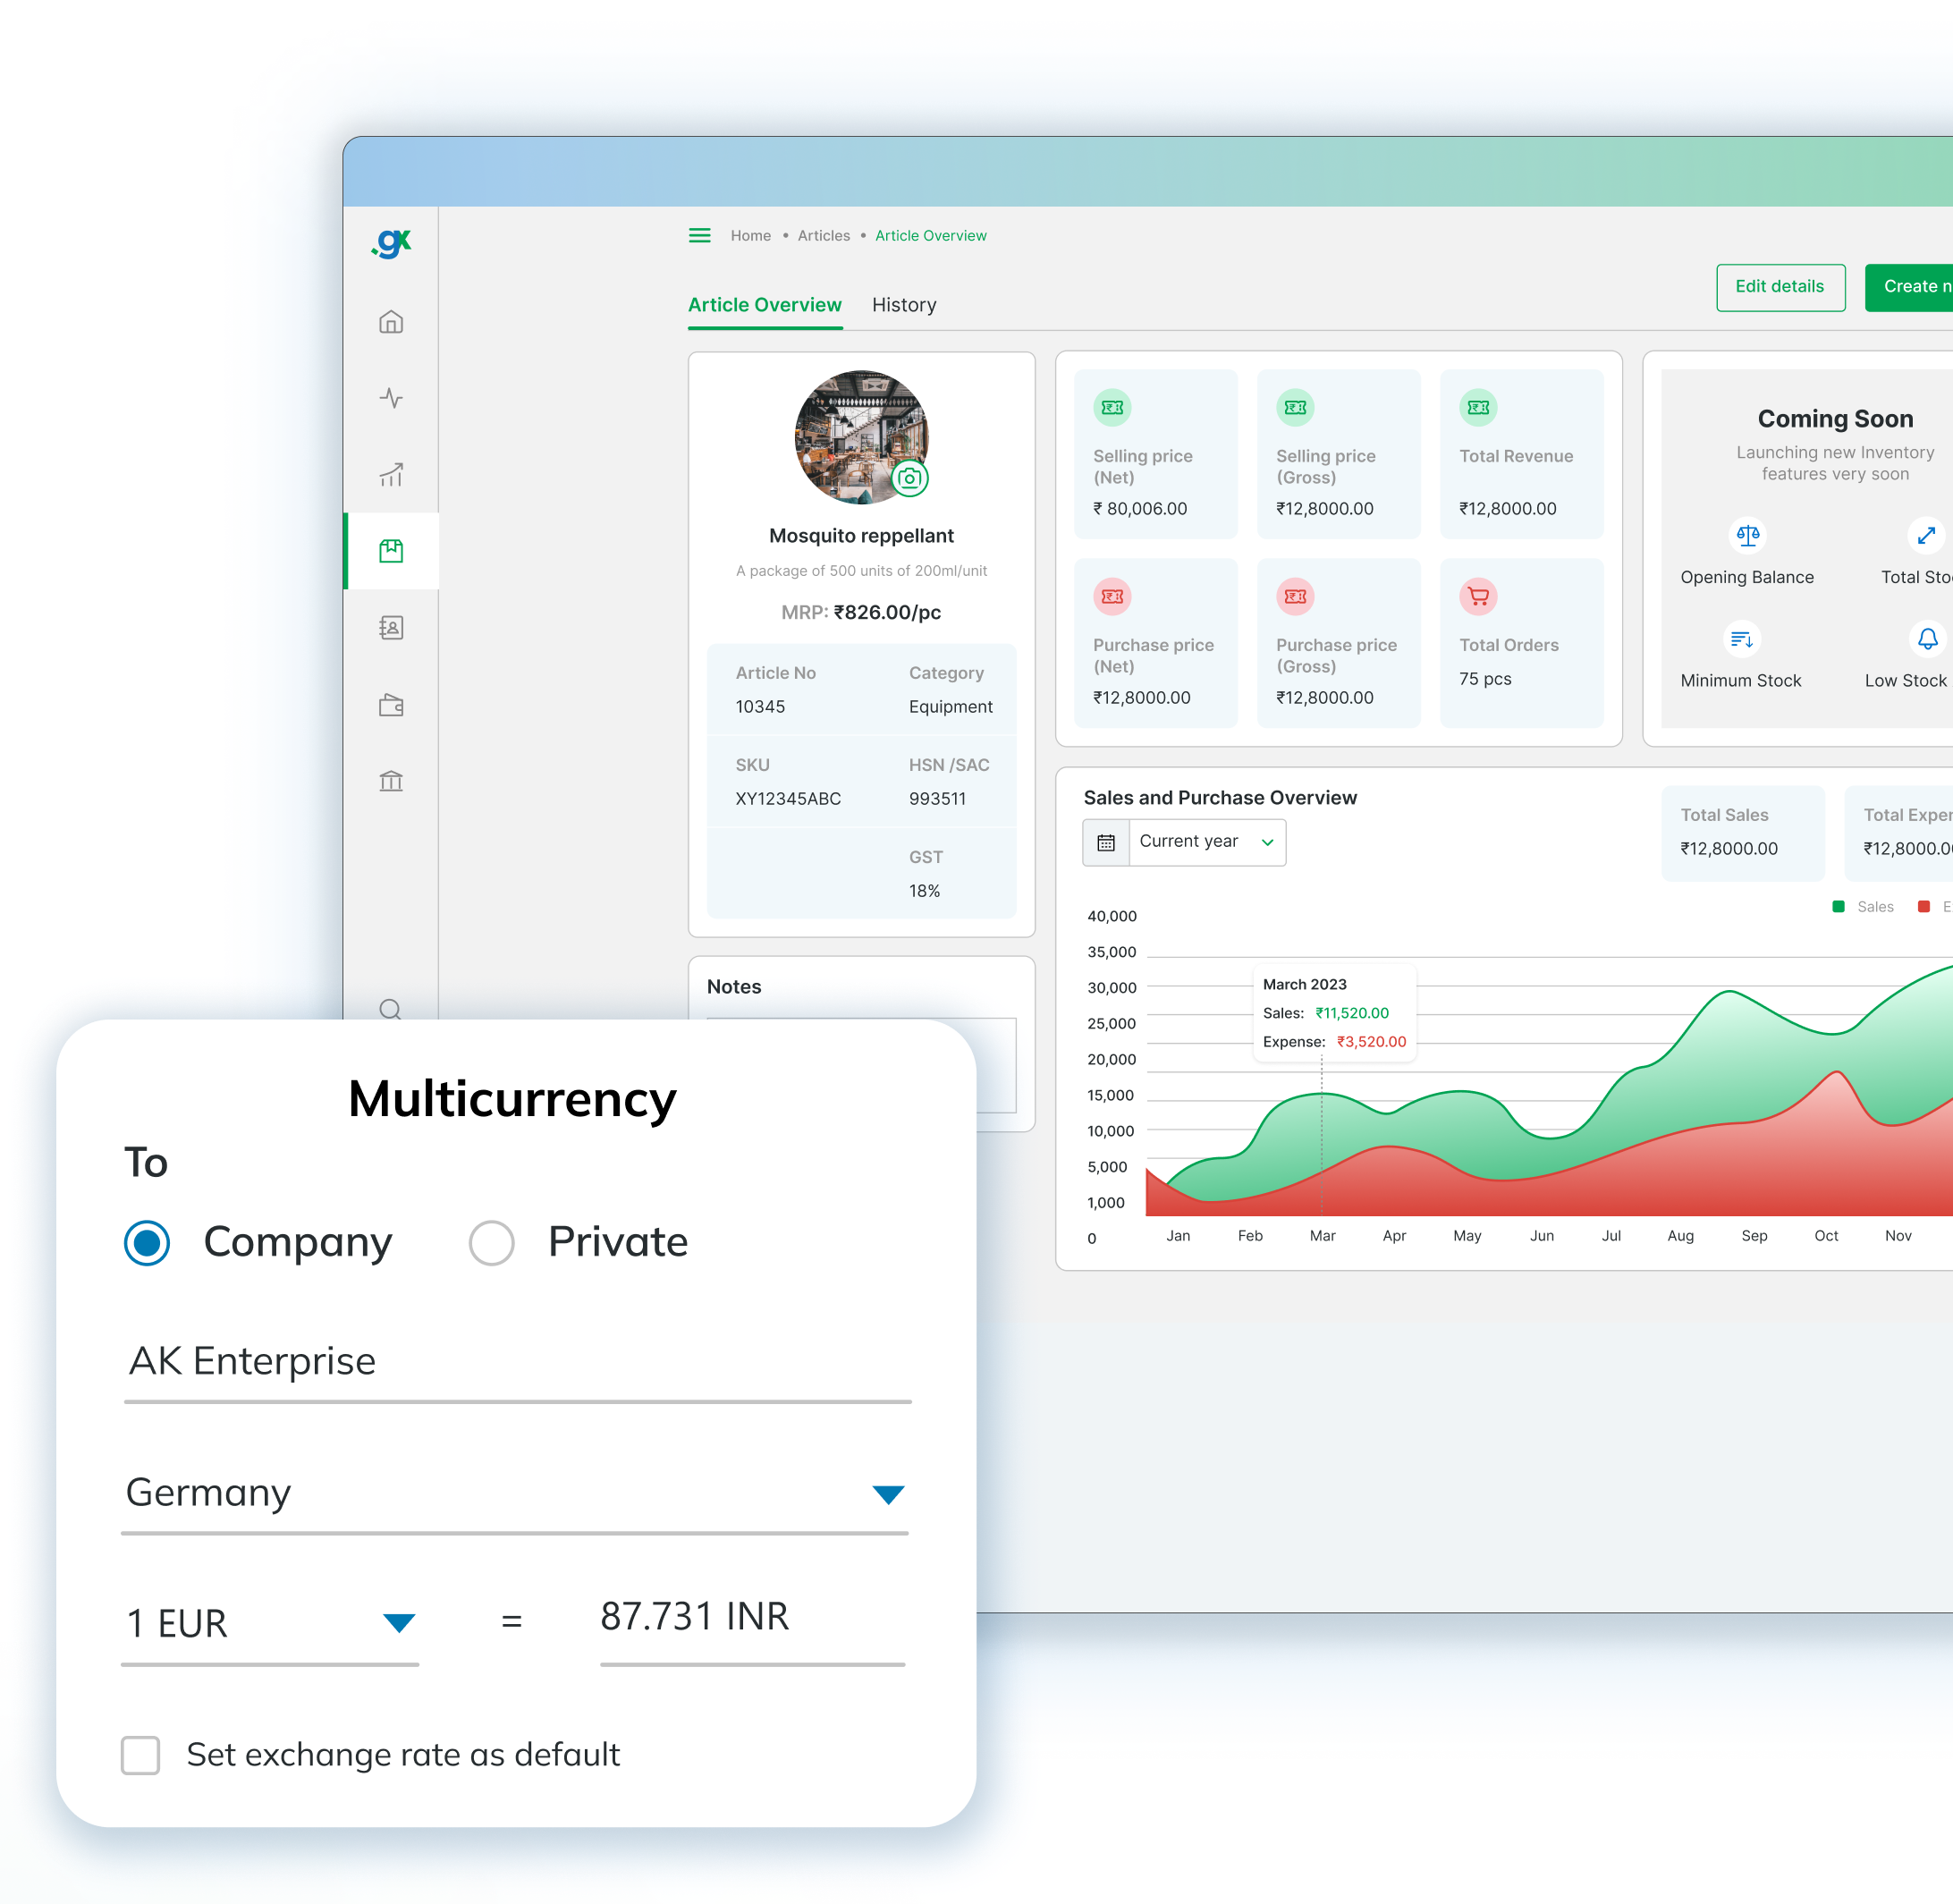 .gx
Home • Articles • Article Overview
Article Overview
History
Edit details
Create n
Mosquito reppellant
A package of 500 units of 200ml/unit
MRP: ₹826.00/pc
Article No
Category
10345
Equipment
SKU
HSN /SAC
XY12345ABC
993511
GST
18%
Notes
Selling price
(Net)
₹ 80,006.00
Selling price
(Gross)
₹12,8000.00
Total Revenue
₹12,8000.00
Purchase price
(Net)
₹12,8000.00
Purchase price
(Gross)
₹12,8000.00
Total Orders
75 pcs
Coming Soon
Launching new Inventory
features very soon
Opening Balance
Total Sto
Minimum Stock
Low Stock
Sales and Purchase Overview
Current year
Total Sales
₹12,8000.00
Total Exper
₹12,8000.00
Sales
E
40,000
35,000
30,000
25,000
20,000
15,000
10,000
5,000
1,000
0
March 2023
Sales: ₹11,520.00
Expense: ₹3,520.00
Jan Feb Mar Apr May Jun Jul Aug Sep Oct Nov
Multicurrency
To
Company
Private
AK Enterprise
Germany
1 EUR = 87.731 INR
Set exchange rate as default